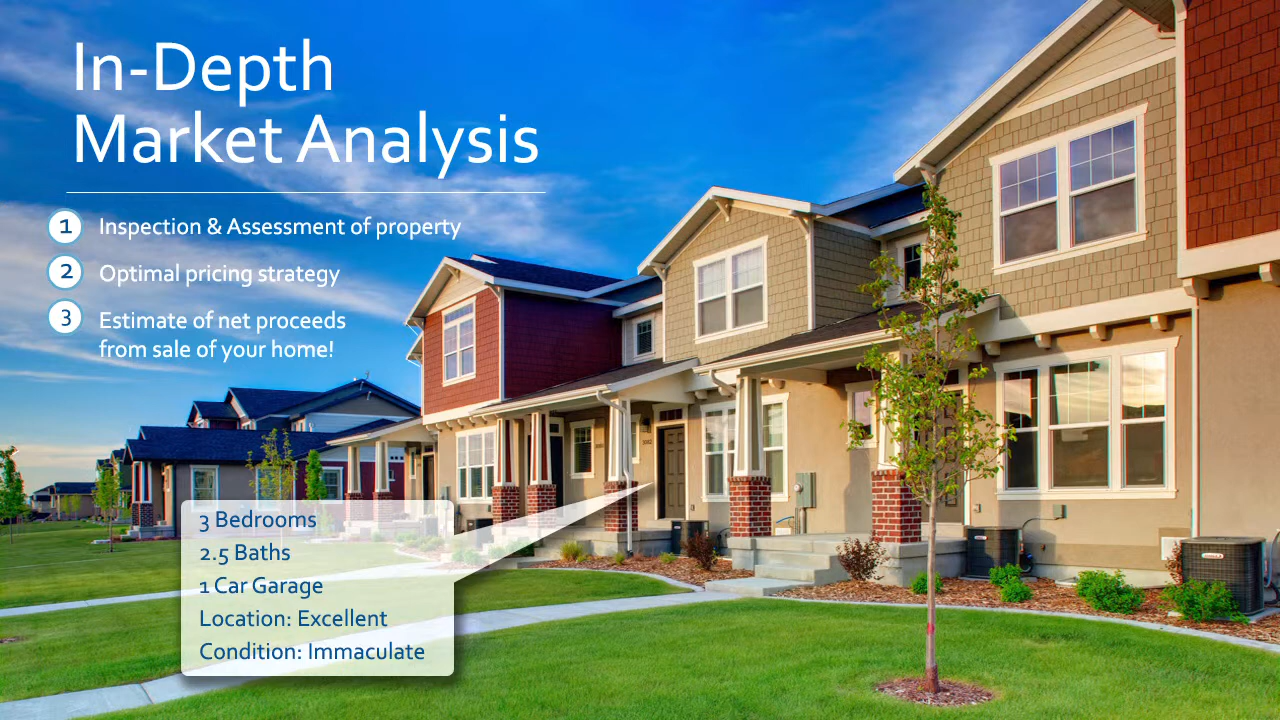 In-Depth
Market Analysis
1 Inspection & Assessment of property
2 Optimal pricing strategy
3 Estimate of net proceeds
from sale of your home!
3 Bedrooms
2.5 Baths
1 Car Garage
Location: Excellent
Condition: Immaculate